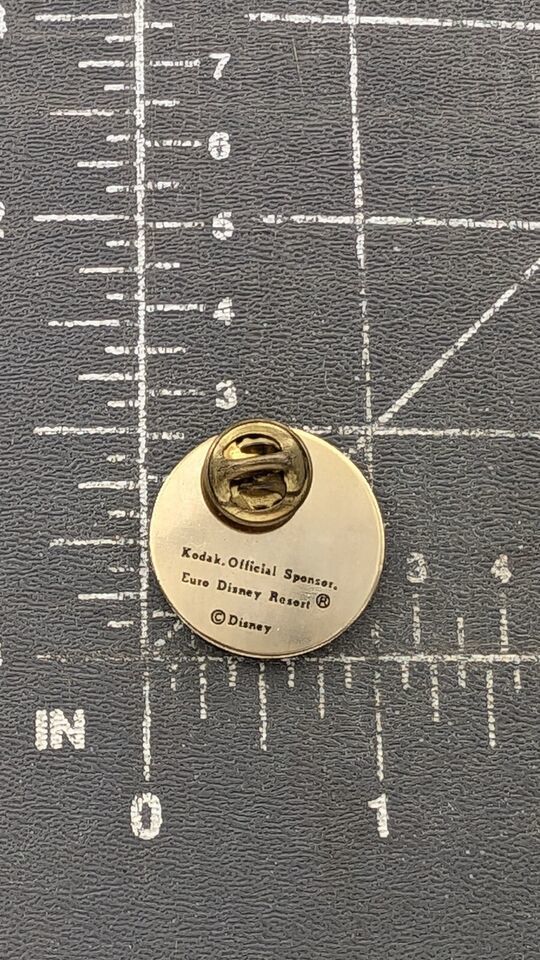 7
6
5
4
3
Kodak. Official Sponsor.
Euro Disney Resort ®
© Disney
3 4
IN
0 1